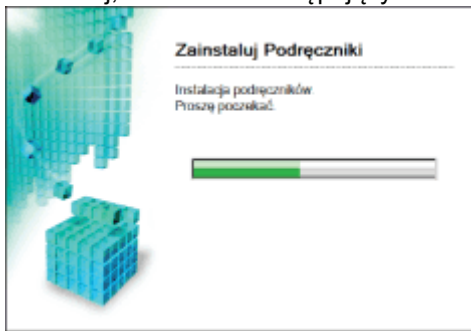 Zainstaluj Podręczniki
Instalacja podręczników.
Proszę poczekać.